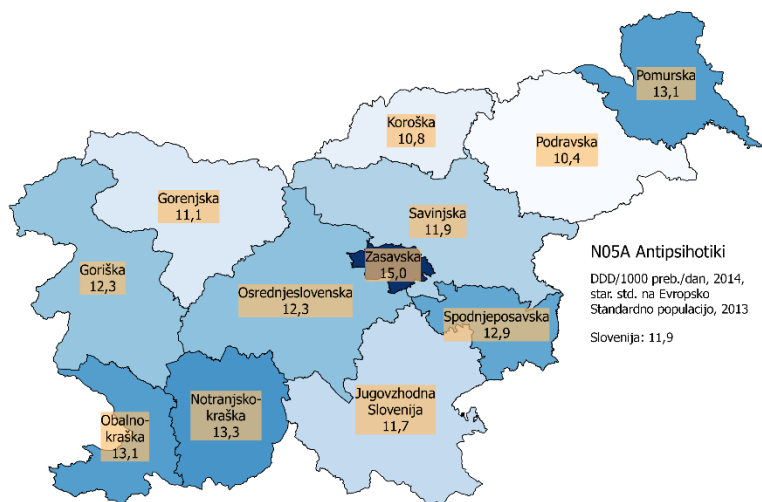 Pomurska
13,1
Koroška
10,8
Podravska
10,4
Gorenjska
11,1
Savinjska
11,9
Goriška
12,3
Zasavska
15,0
Osrednjeslovenska
12,3
Spodnjeposavska
12,9
Notranjsko-
kraška
13,3
Jugovzhodna
Slovenija
11,7
Obalno-
kraška
13,1
N05A Antipsihotiki
DDD/1000 preb./dan, 2014,
star. std. na Evropsko
Standardno populacijo, 2013
Slovenija: 11,9